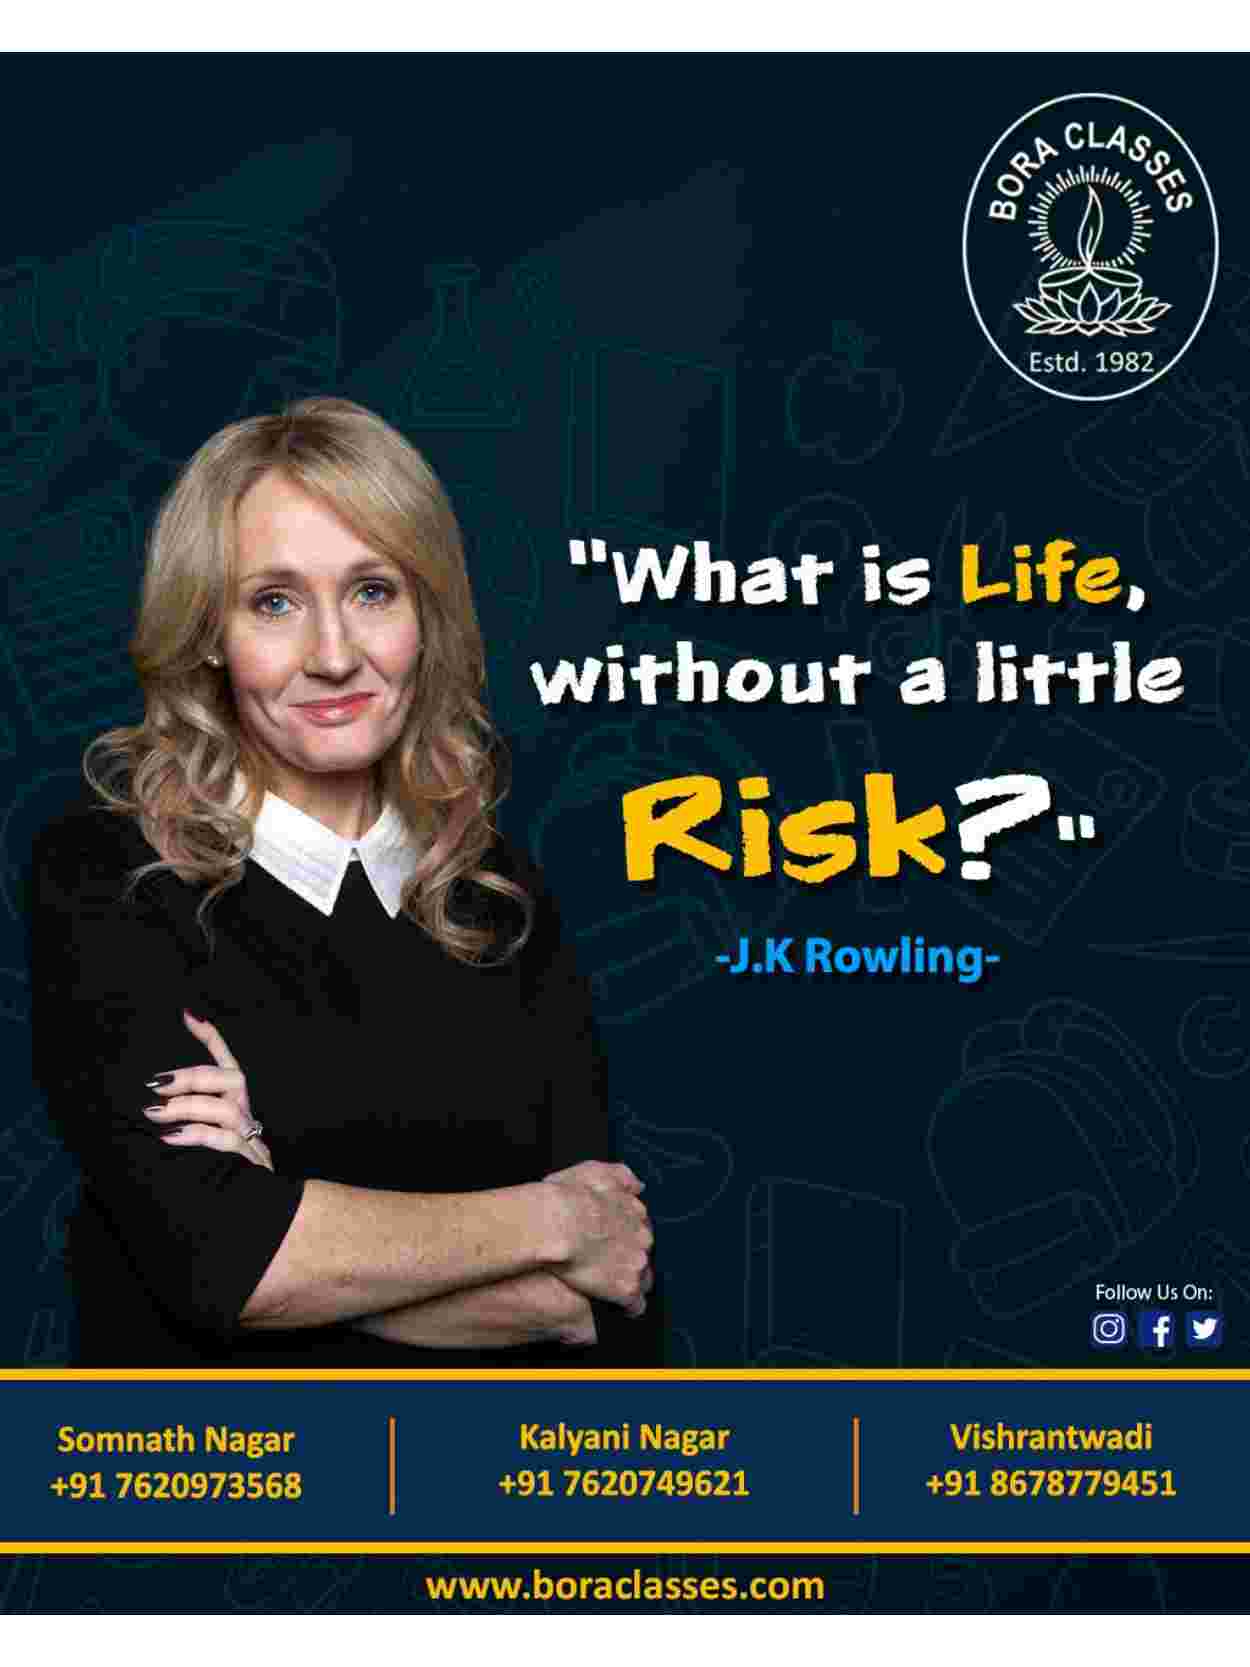 BORA CLASSES
Estd. 1982
"What is Life,
without a little
Risk?"
-J.K Rowling-
Follow Us On:
Somnath Nagar
+91 7620973568
Kalyani Nagar
+91 7620749621
Vishrantwadi
+91 8678779451
www.boraclasses.com